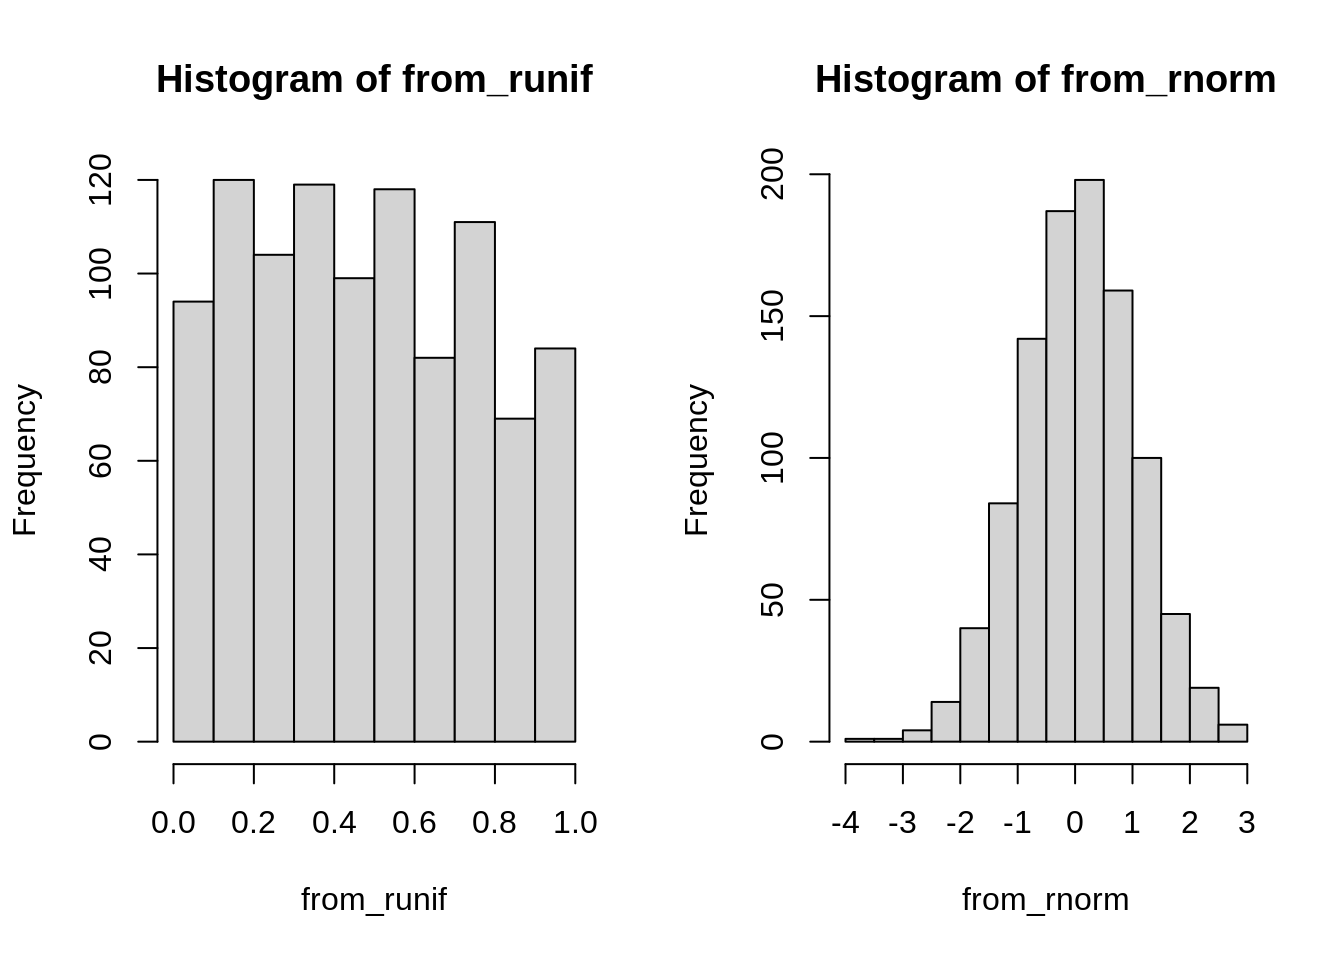 Histogram of from_runif
Frequency
120
100
80
60
40
20
0
0.0 0.2 0.4 0.6 0.8 1.0
from_runif
Histogram of from_rnorm
Frequency
200
150
100
50
0
-4 -3 -2 -1 0 1 2 3
from_rnorm